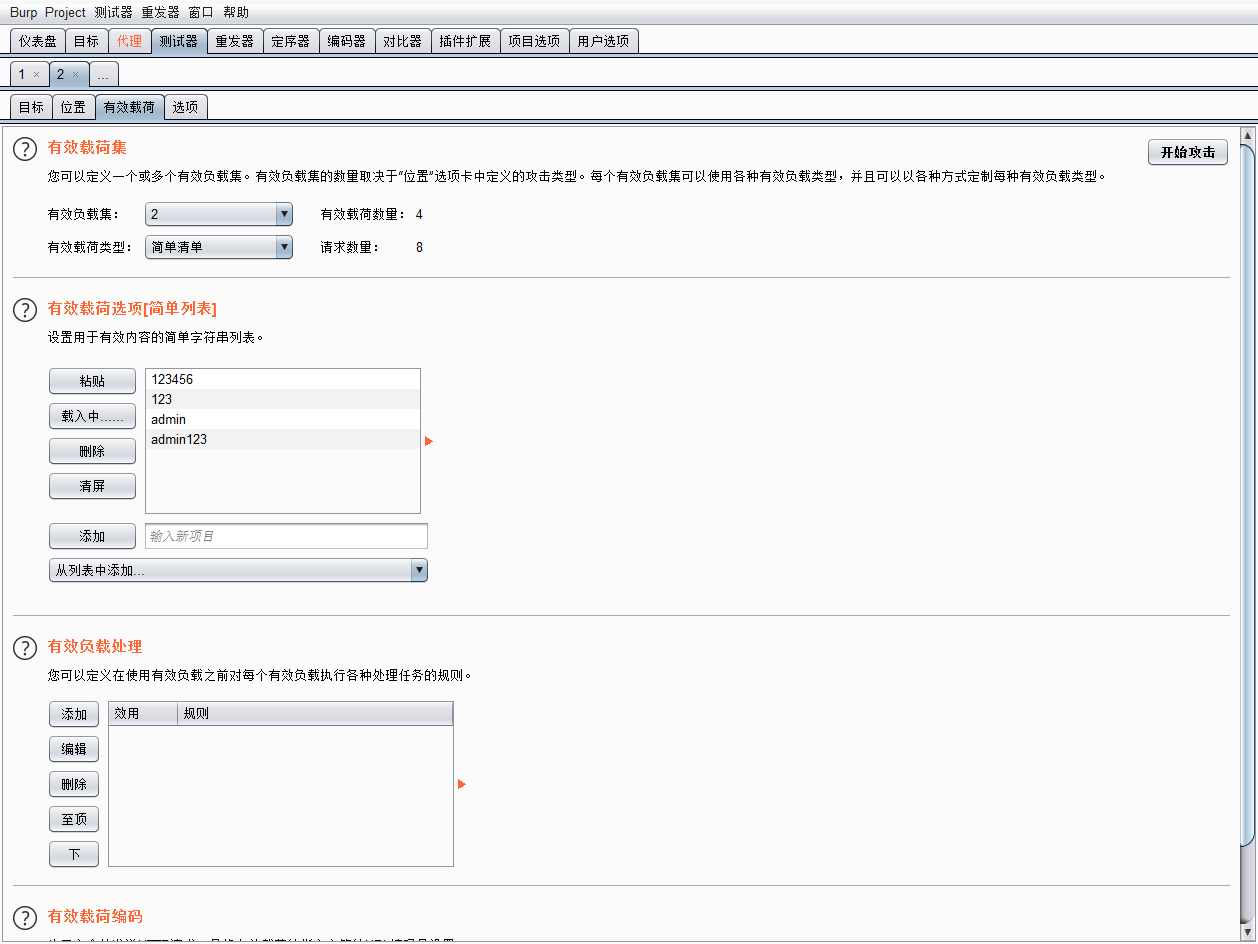 Burp Project 测试器 重发器 窗口 帮助
仪表盘 目标 代理 测试器 重发器 定序器 编码器 对比器 插件扩展 项目选项 用户选项
1 × 2 × ...
目标 位置 有效载荷 选项
? 有效载荷集
开始攻击
您可以定义一个或多个有效负载集。有效负载集的数量取决于“位置”选项卡中定义的攻击类型。每个有效负载集可以使用各种有效负载类型，并且可以以各种方式定制每种有效负载类型。
有效负载集： 2 有效载荷数量： 4
有效载荷类型： 简单清单 请求数量： 8
? 有效载荷选项[简单列表]
设置用于有效内容的简单字符串列表。
粘贴
载入中......
删除
清屏
123456
123
admin
admin123
添加 输入新项目
从列表中添加...
? 有效负载处理
您可以定义在使用有效负载之前对每个有效负载执行各种处理任务的规则。
添加
编辑
删除
至顶
下
效用 规则
? 有效载荷编码